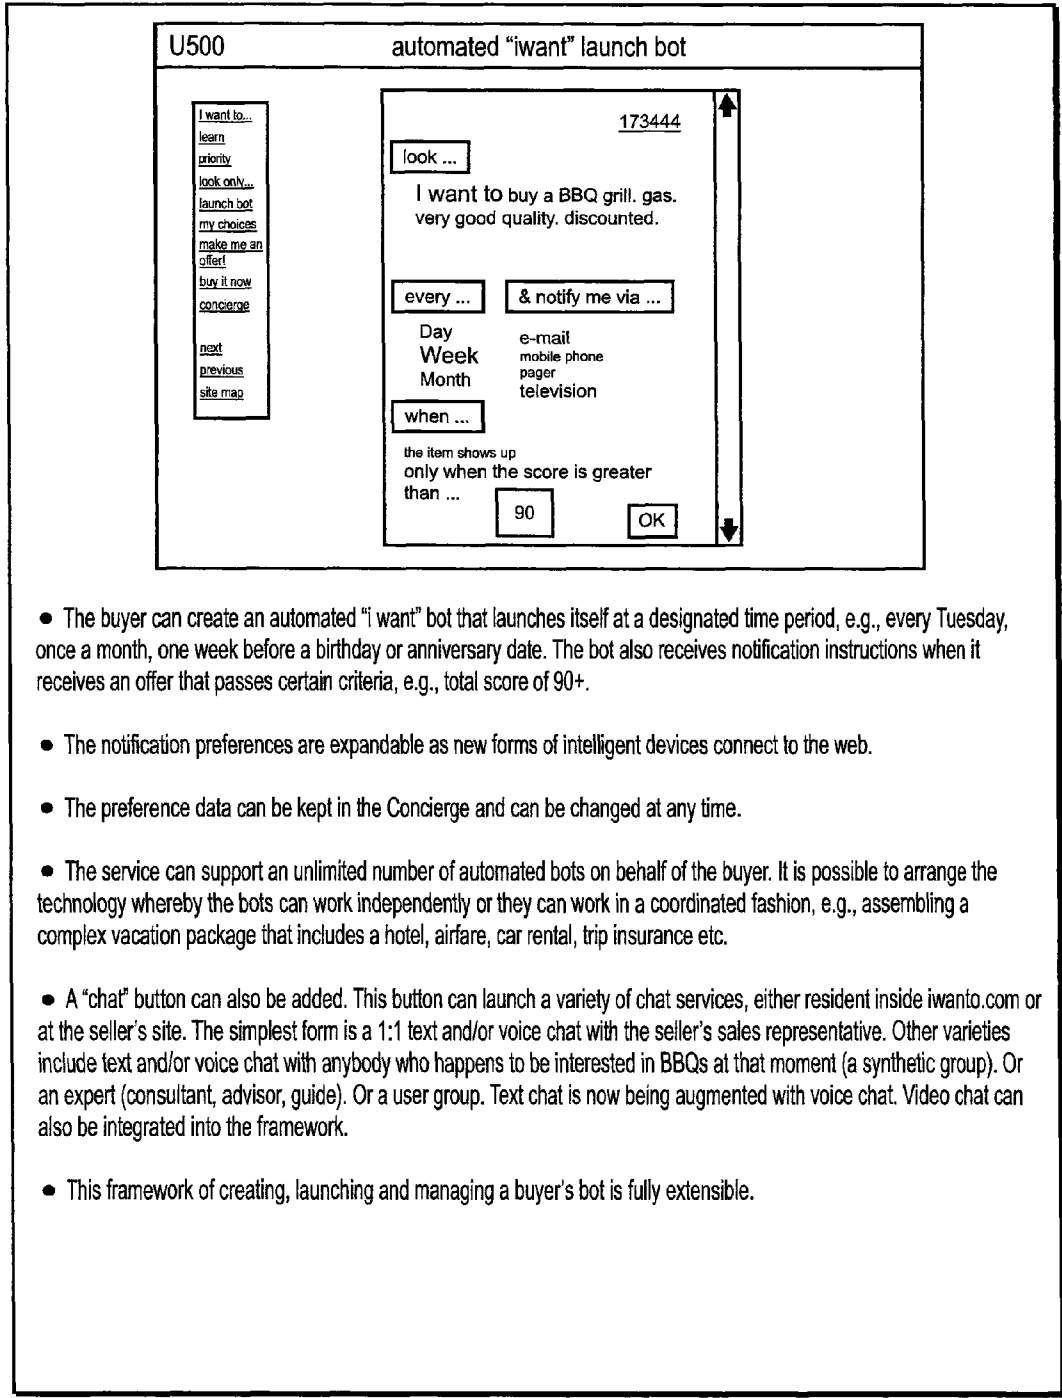 U500 automated “iwant” launch bot
I want to...
learn
priority
look only...
launch bot
my choices
make me an
offer!
buy it now
concierge
next
previous
site map
173444
look ...
I want to buy a BBQ grill. gas.
very good quality. discounted.
every ... & notify me via ...
Day
Week
Month
e-mail
mobile phone
pager
television
when ...
the item shows up
only when the score is greater
than ...
90
OK
• The buyer can create an automated “i want” bot that launches itself at a designated time period, e.g., every Tuesday,
once a month, one week before a birthday or anniversary date. The bot also receives notification instructions when it
receives an offer that passes certain criteria, e.g., total score of 90+.
• The notification preferences are expandable as new forms of intelligent devices connect to the web.
• The preference data can be kept in the Concierge and can be changed at any time.
• The service can support an unlimited number of automated bots on behalf of the buyer. It is possible to arrange the
technology whereby the bots can work independently or they can work in a coordinated fashion, e.g., assembling a
complex vacation package that includes a hotel, airfare, car rental, trip insurance etc.
• A “chat” button can also be added. This button can launch a variety of chat services, either resident inside iwanto.com or
at the seller’s site. The simplest form is a 1:1 text and/or voice chat with the seller’s sales representative. Other varieties
include text and/or voice chat with anybody who happens to be interested in BBQs at that moment (a synthetic group). Or
an expert (consultant, advisor, guide). Or a user group. Text chat is now being augmented with voice chat. Video chat can
also be integrated into the framework.
• This framework of creating, launching and managing a buyer’s bot is fully extensible.